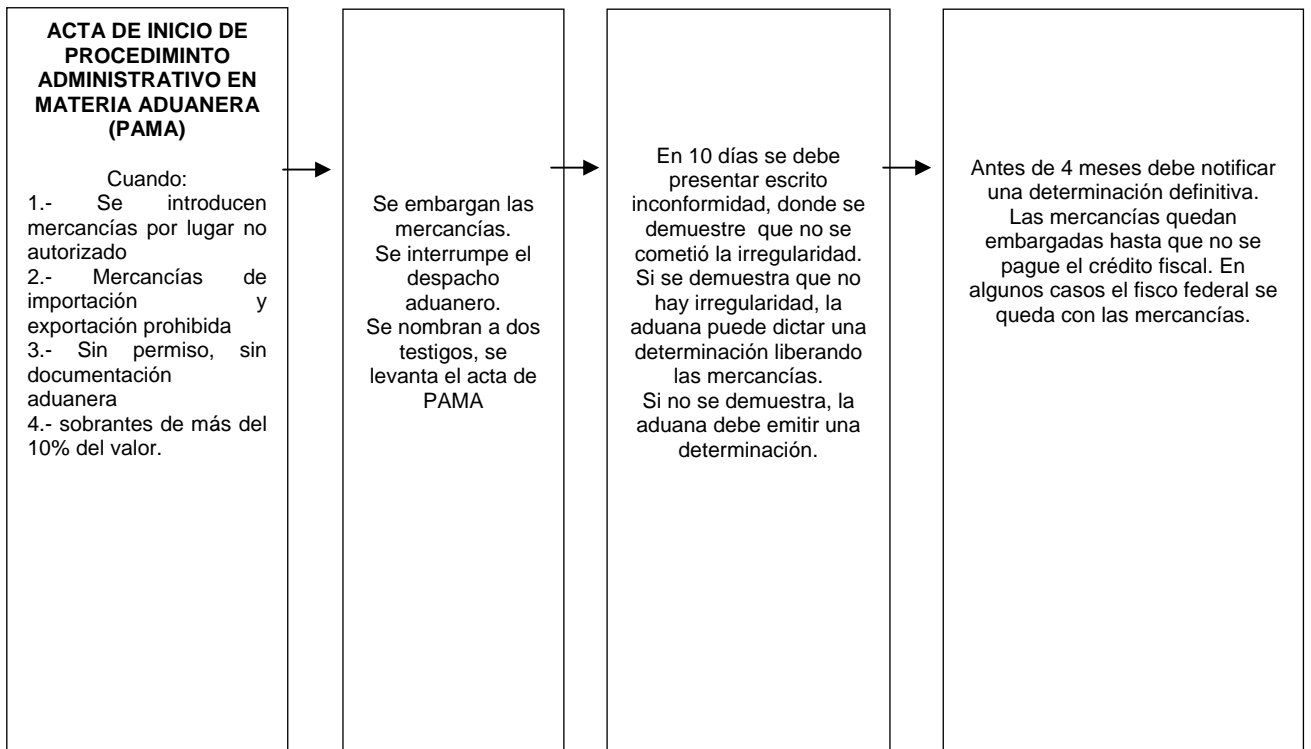 ACTA DE INICIO DE
PROCEDIMINTO
ADMINISTRATIVO EN
MATERIA ADUANERA
(PAMA)
Cuando:
1.- Se introducen
mercancías por lugar no
autorizado
2.- Mercancías de
importación y
exportación prohibida
3.- Sin permiso, sin
documentación
aduanera
4.- sobrantes de más del
10% del valor.
Se embargan las
mercancías.
Se interrumpe el
despacho
aduanero.
Se nombran a dos
testigos, se
levanta el acta de
PAMA
En 10 días se debe
presentar escrito
inconformidad, donde se
demuestre que no se
cometió la irregularidad.
Si se demuestra que no
hay irregularidad, la
aduana puede dictar una
determinación liberando
las mercancías.
Si no se demuestra, la
aduana debe emitir una
determinación.
Antes de 4 meses debe notificar
una determinación definitiva.
Las mercancías quedan
embargadas hasta que no se
pague el crédito fiscal. En
algunos casos el fisco federal se
queda con las mercancías.